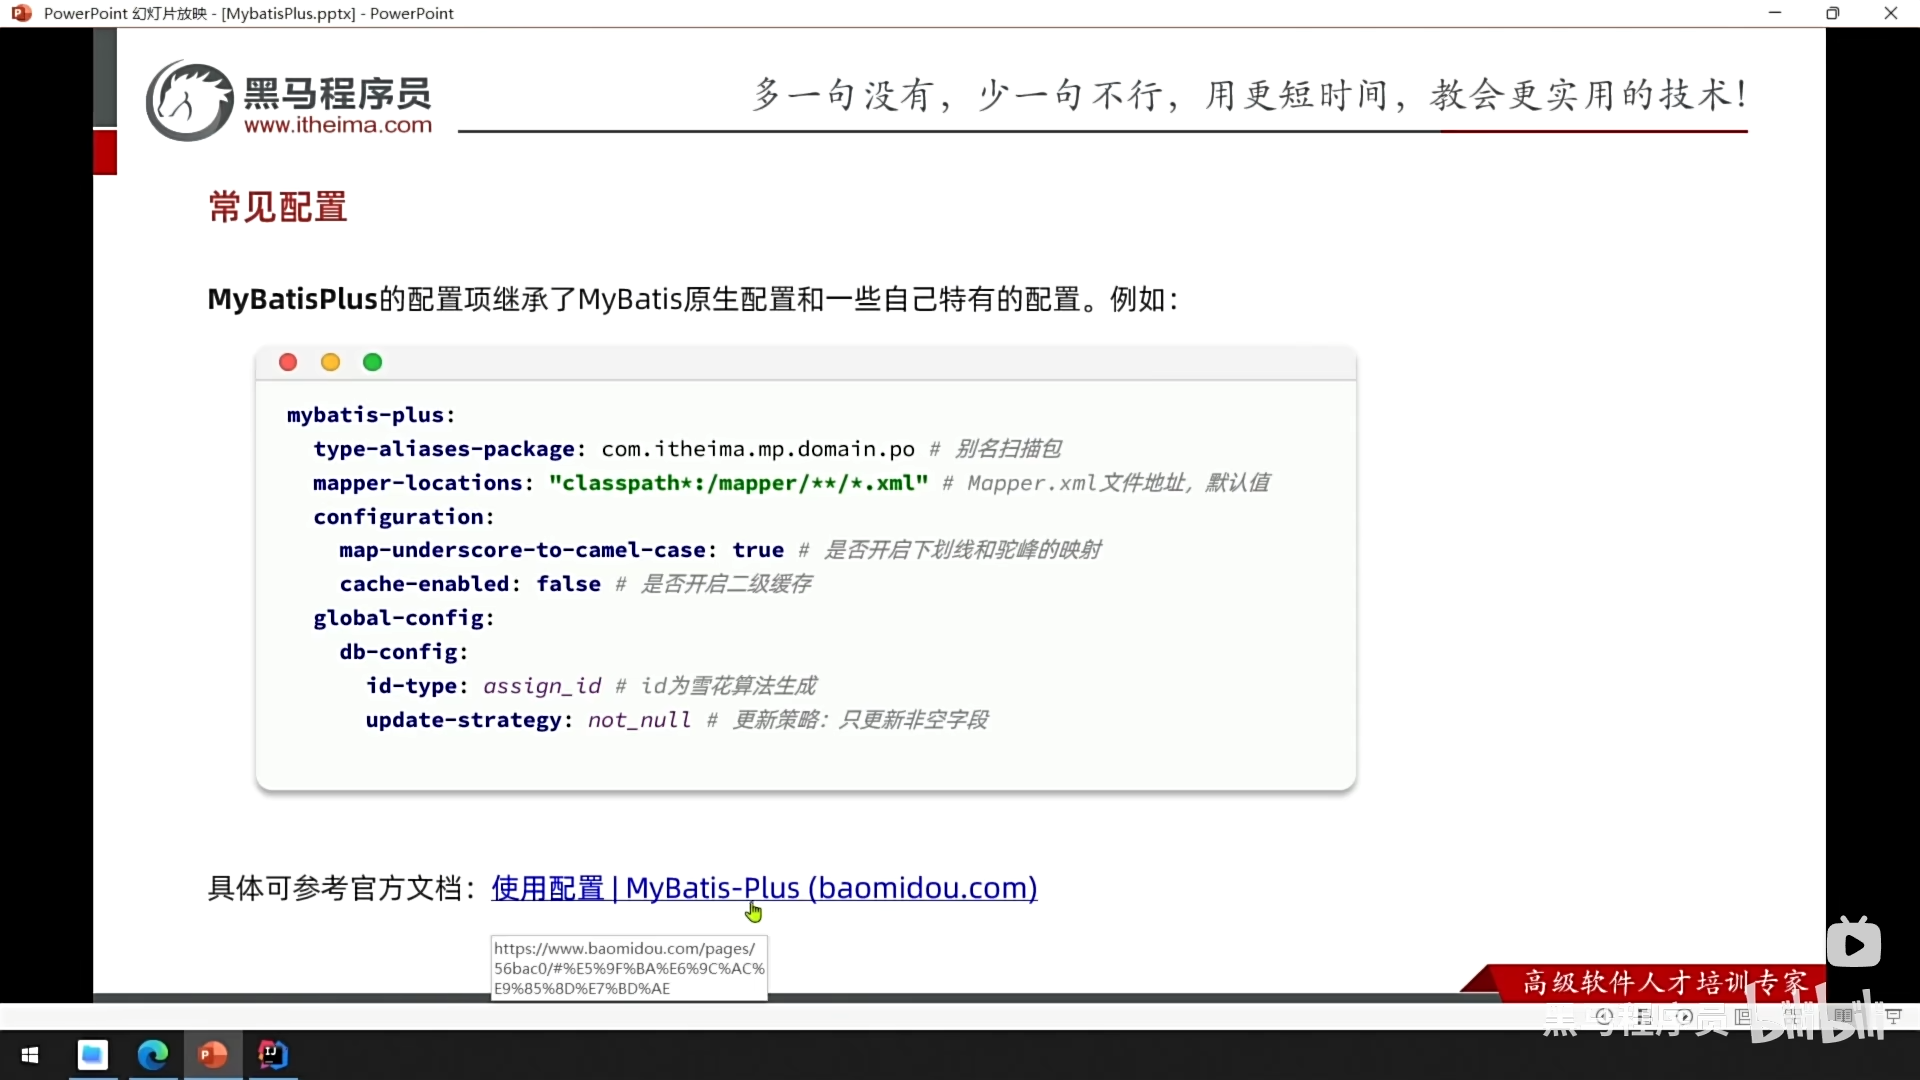 PowerPoint 幻灯片放映 - [MybatisPlus.pptx] - PowerPoint
黑马程序员
www.itheima.com
多一句没有，少一句不行，用更短时间，教会更实用的技术！
常见配置
MyBatisPlus的配置项继承了MyBatis原生配置和一些自己特有的配置。例如：
mybatis-plus:
type-aliases-package: com.itheima.mp.domain.po # 别名扫描包
mapper-locations: "classpath*:/mapper/**/*.xml" # Mapper.xml文件地址，默认值
configuration:
map-underscore-to-camel-case: true # 是否开启下划线和驼峰的映射
cache-enabled: false # 是否开启二级缓存
global-config:
db-config:
id-type: assign_id # id为雪花算法生成
update-strategy: not_null # 更新策略：只更新非空字段
具体可参考官方文档：使用配置 | MyBatis-Plus (baomidou.com)
https://www.baomidou.com/pages/
56bac0/#%E5%9F%BA%E6%9C%AC%
E9%85%8D%E7%BD%AE
高级软件人才培训专家
黑马程序员 bilibili